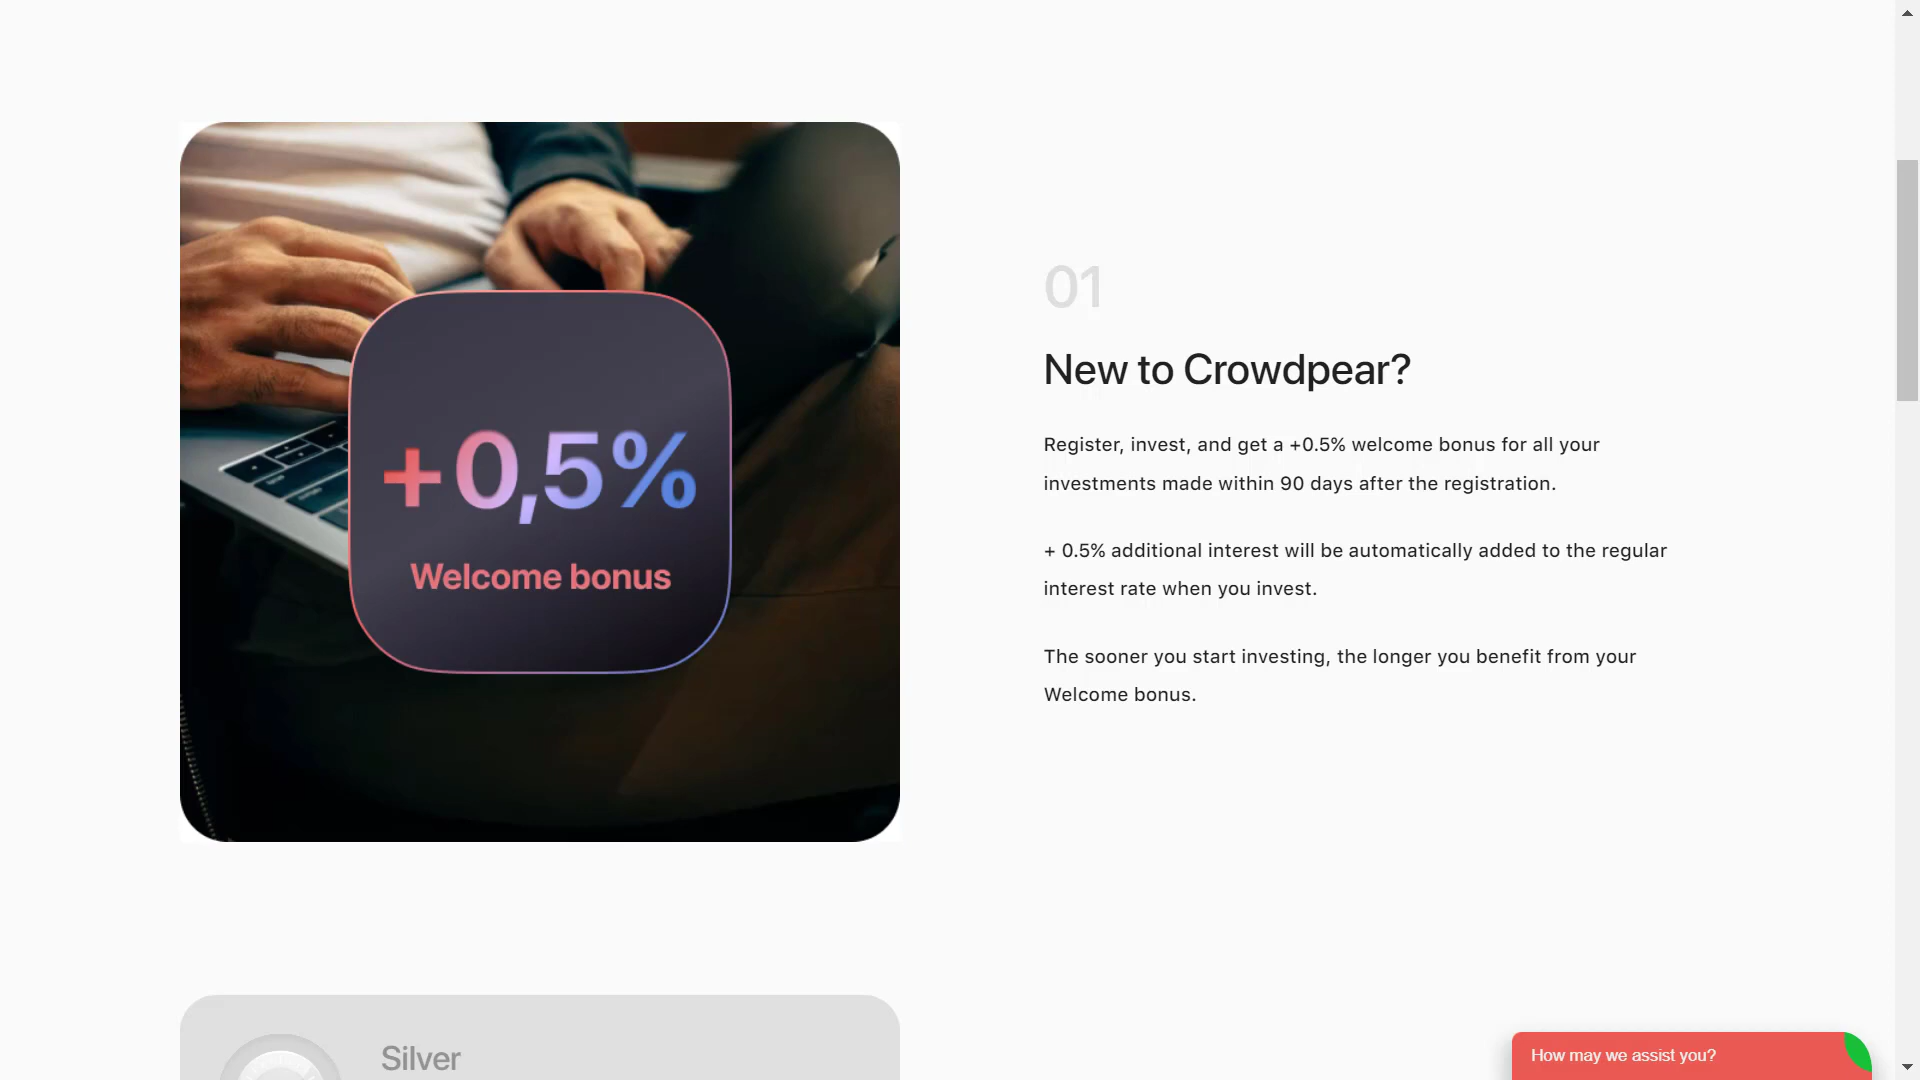 +0,5%
Welcome bonus
01
New to Crowdpear?
Register, invest, and get a +0.5% welcome bonus for all your
investments made within 90 days after the registration.
+ 0.5% additional interest will be automatically added to the regular
interest rate when you invest.
The sooner you start investing, the longer you benefit from your
Welcome bonus.
Silver
How may we assist you?